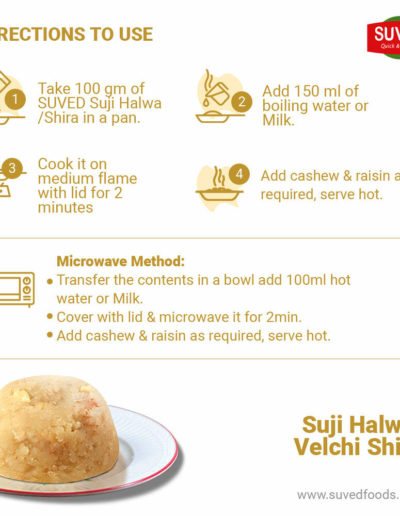 RECTIONS TO USE
SUVE
Quick &
1
Take 100 gm of
SUVED Suji Halwa
/Shira in a pan.
2
Add 150 ml of
boiling water or
Milk.
3
Cook it on
medium flame
with lid for 2
minutes
4
Add cashew & raisin a
required, serve hot.
Microwave Method:
• Transfer the contents in a bowl add 100ml hot
water or Milk.
• Cover with lid & microwave it for 2min.
• Add cashew & raisin as required, serve hot.
Suji Halw
Velchi Shi
www.suvedfoods.